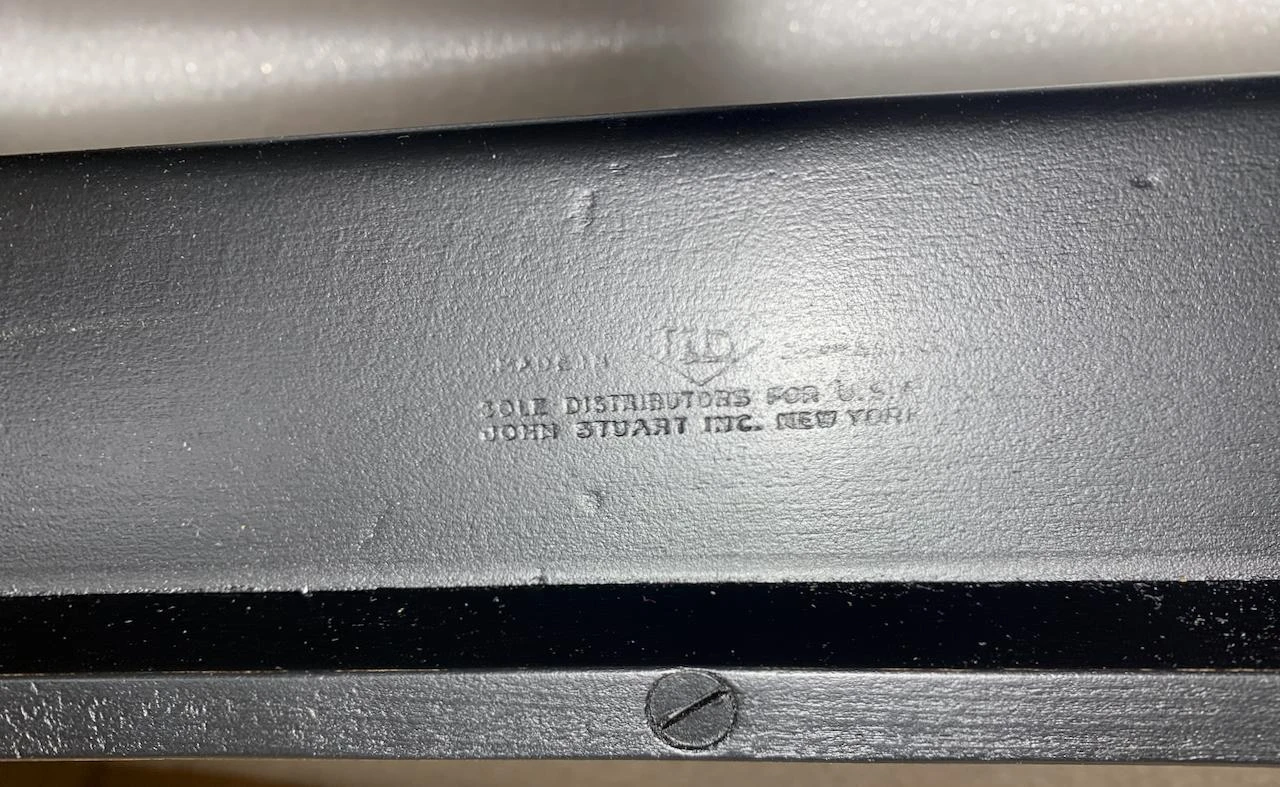 MADE IN
SOLE DISTRIBUTORS FOR U.S.A
JOHN STUART INC. NEW YORK